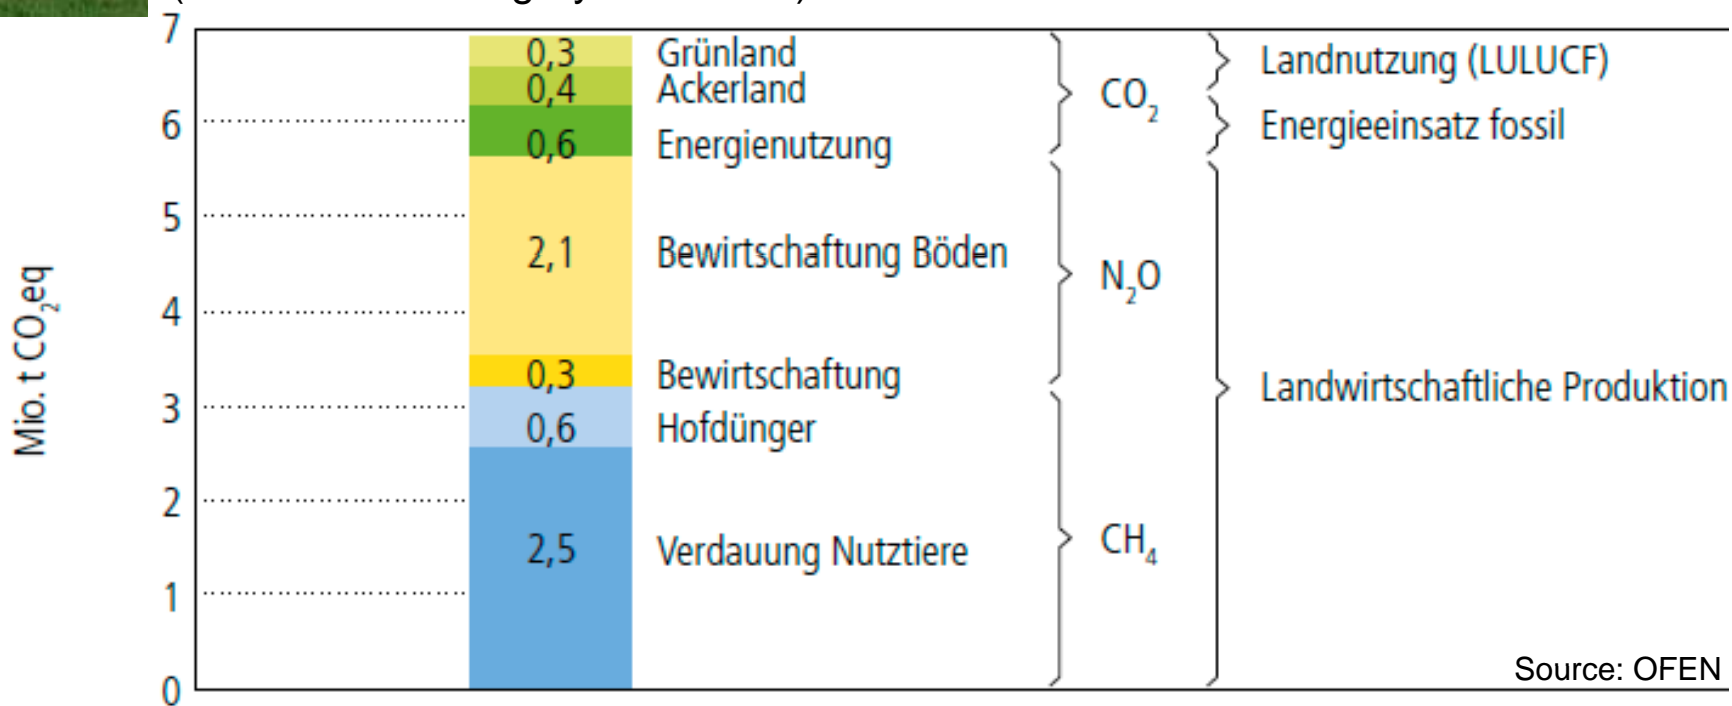 7
6
5
4
3
2
1
0
Mio. t CO₂eq
0,3 Grünland
0,4 Ackerland
0,6 Energienutzung
2,1 Bewirtschaftung Böden
0,3 Bewirtschaftung
0,6 Hofdünger
2,5 Verdauung Nutztiere
CO₂
N₂O
CH₄
Landnutzung (LULUCF)
Energieeinsatz fossil
Landwirtschaftliche Produktion
Source: OFEN